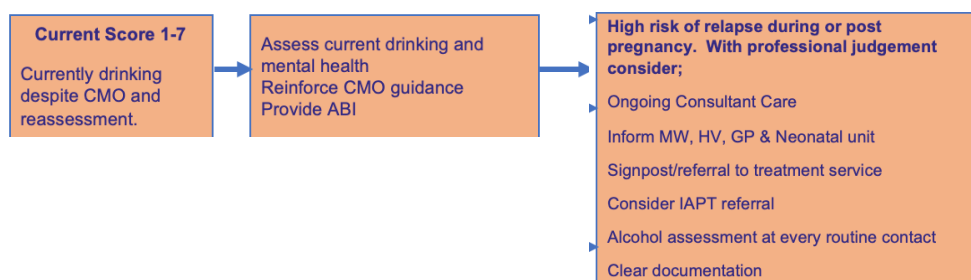 Current Score 1-7
Currently drinking
despite CMO and
reassessment.
Assess current drinking and
mental health
Reinforce CMO guidance
Provide ABI
High risk of relapse during or post
pregnancy.  With professional judgement
consider;
Ongoing Consultant Care
Inform MW, HV, GP & Neonatal unit
Signpost/referral to treatment service
Consider IAPT referral
Alcohol assessment at every routine contact
Clear documentation